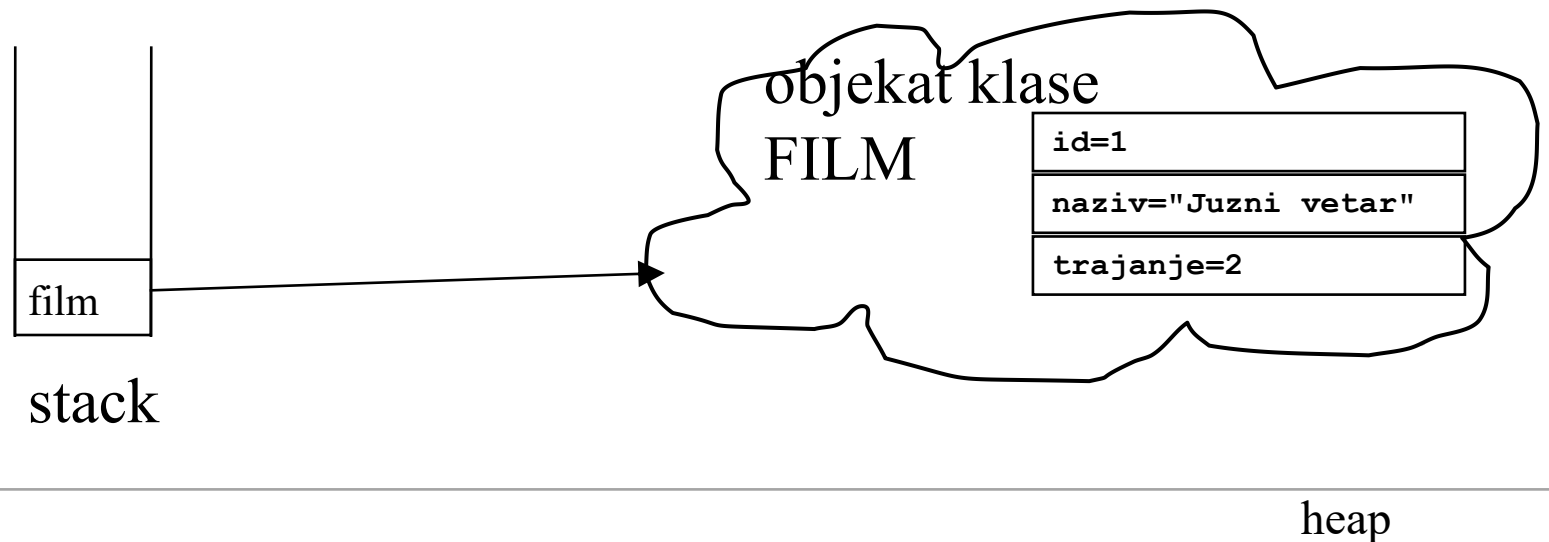 objekat klase
FILM
id=1
naziv="Juzni vetar"
trajanje=2
film
stack
heap